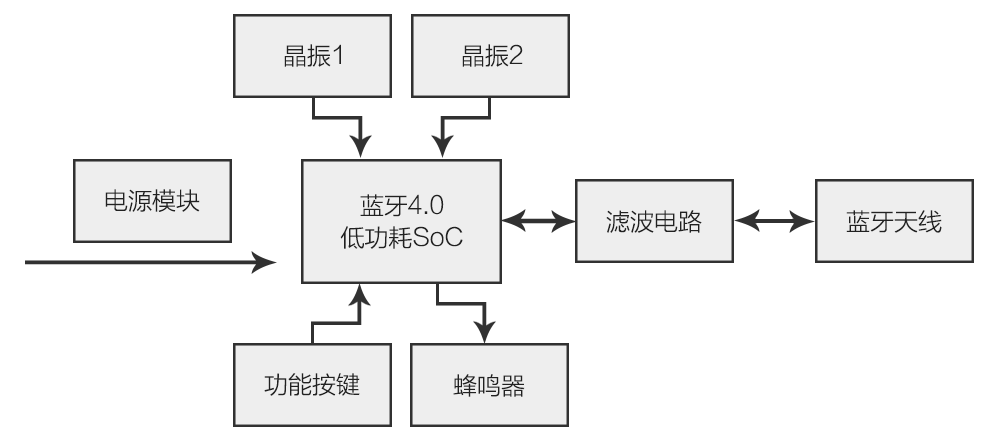 晶振1
晶振2
电源模块
蓝牙4.0
低功耗SoC
滤波电路
蓝牙天线
功能按键
蜂鸣器